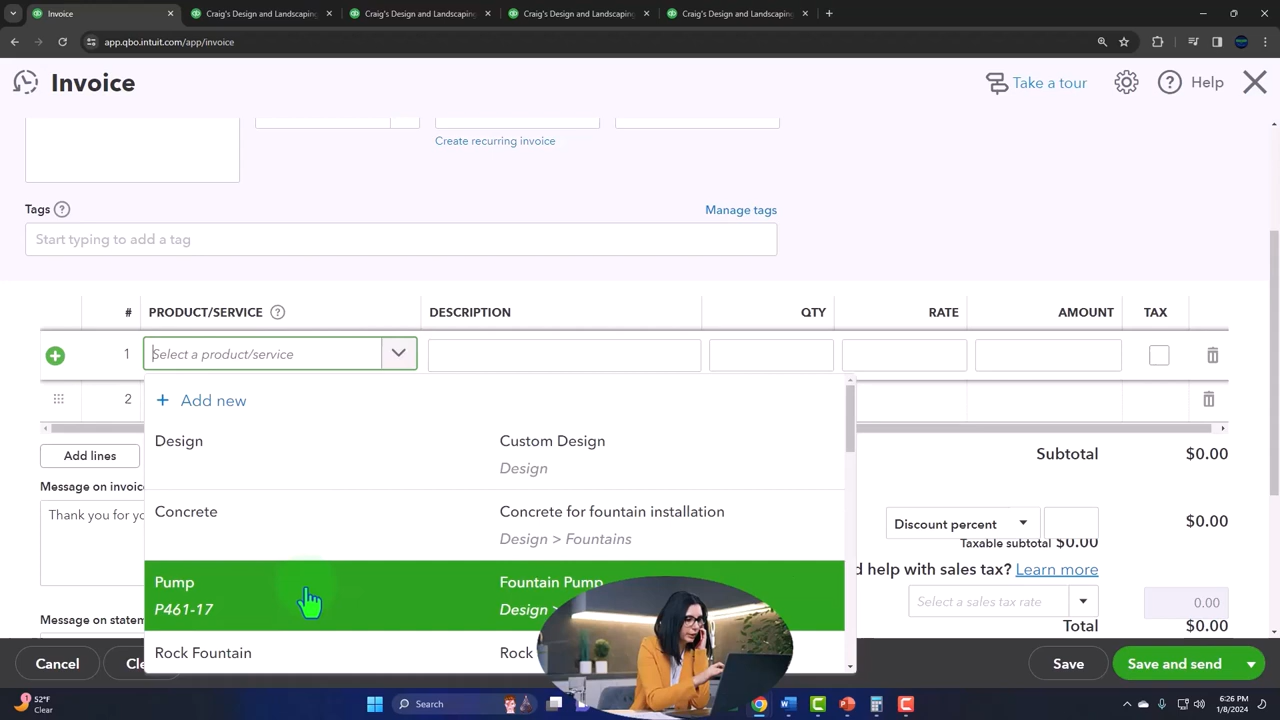 Craig's Design and Landscaping
Craig's Design and Landscaping
Craig's Design and Landscaping
Craig's Design and Landscaping
app.qbo.intuit.com/app/invoice
Invoice
Take a tour
Help
Create recurring invoice
Tags
Manage tags
Start typing to add a tag
# PRODUCT/SERVICE DESCRIPTION QTY RATE AMOUNT TAX
1 Select a product/service
+ Add new
2
Design Custom Design
Design
Add lines
Subtotal $0.00
Message on invoic
Thank you for yo
Concrete Concrete for fountain installation
Design > Fountains
Discount percent
$0.00
Taxable subtotal $0.00
d help with sales tax? Learn more
Pump Fountain Pump
P461-17 Design >
Select a sales tax rate
0.00
Message on statem
Total $0.00
Rock Fountain Rock
Cancel
Cle
Save
Save and send
52°F
Clear
Search
6:26 PM
1/8/2024